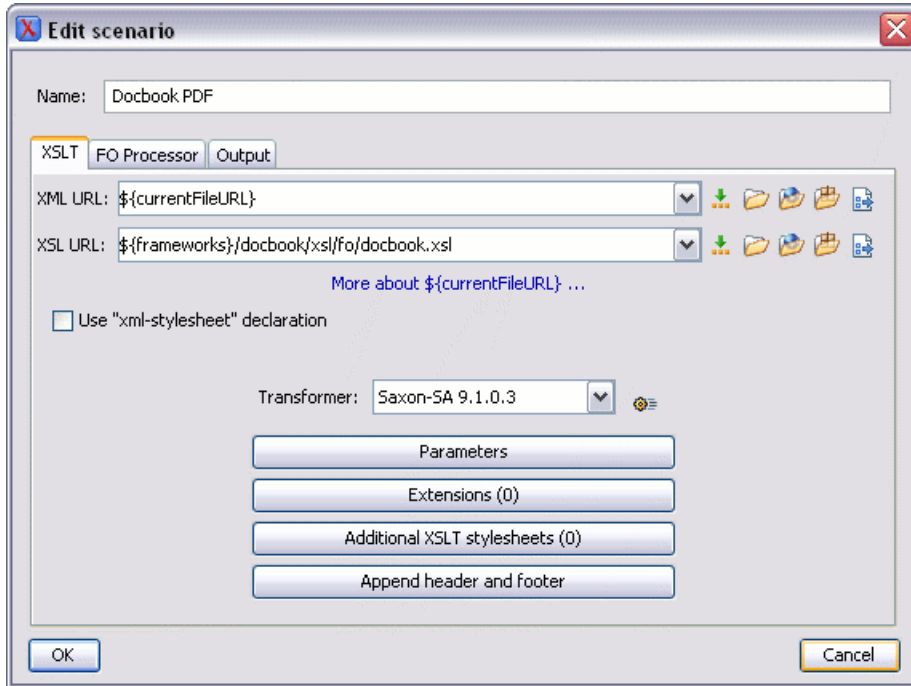 Edit scenario
Name: Docbook PDF
XSLT FO Processor Output
XML URL: ${currentFileURL}
XSL URL: ${frameworks}/docbook/xsl/fo/docbook.xsl
More about ${currentFileURL} ...
Use "xml-stylesheet" declaration
Transformer: Saxon-SA 9.1.0.3
Parameters
Extensions (0)
Additional XSLT stylesheets (0)
Append header and footer
OK Cancel